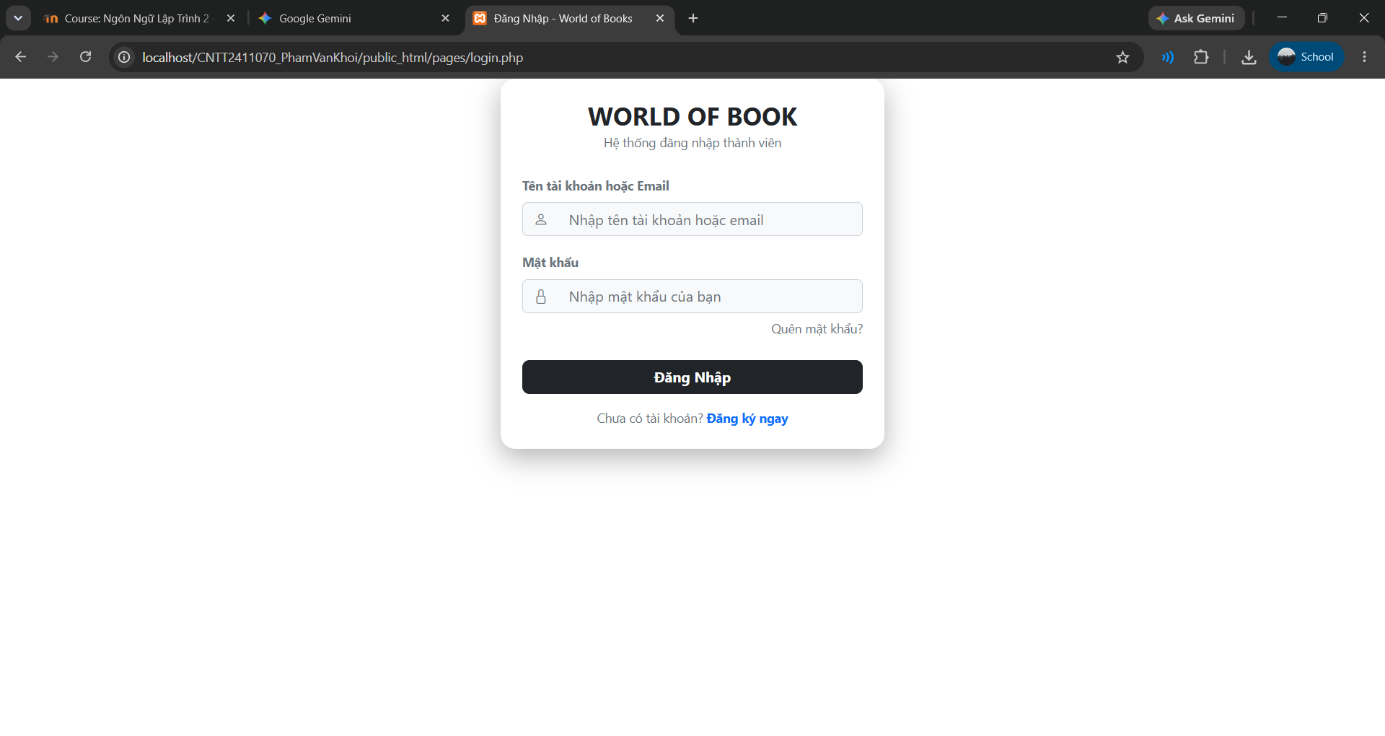 Course: Ngôn Ngữ Lập Trình 2
Google Gemini
Đăng Nhập - World of Books
Ask Gemini
localhost/CNTT2411070_PhamVanKhoi/public_html/pages/login.php
School
WORLD OF BOOK
Hệ thống đăng nhập thành viên
Tên tài khoản hoặc Email
Nhập tên tài khoản hoặc email
Mật khẩu
Nhập mật khẩu của bạn
Quên mật khẩu?
Đăng Nhập
Chưa có tài khoản? Đăng ký ngay